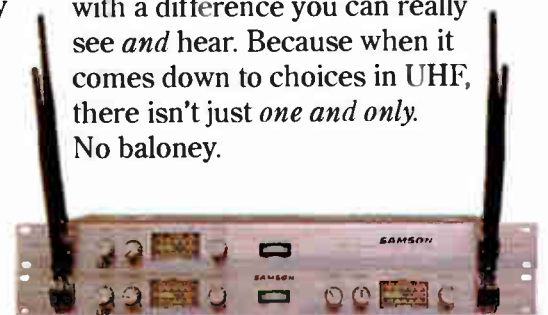 y
with a difference you can really
see and hear. Because when it
comes down to choices in UHF,
there isn't just one and only.
No baloney.
SAMSON
SAMSON